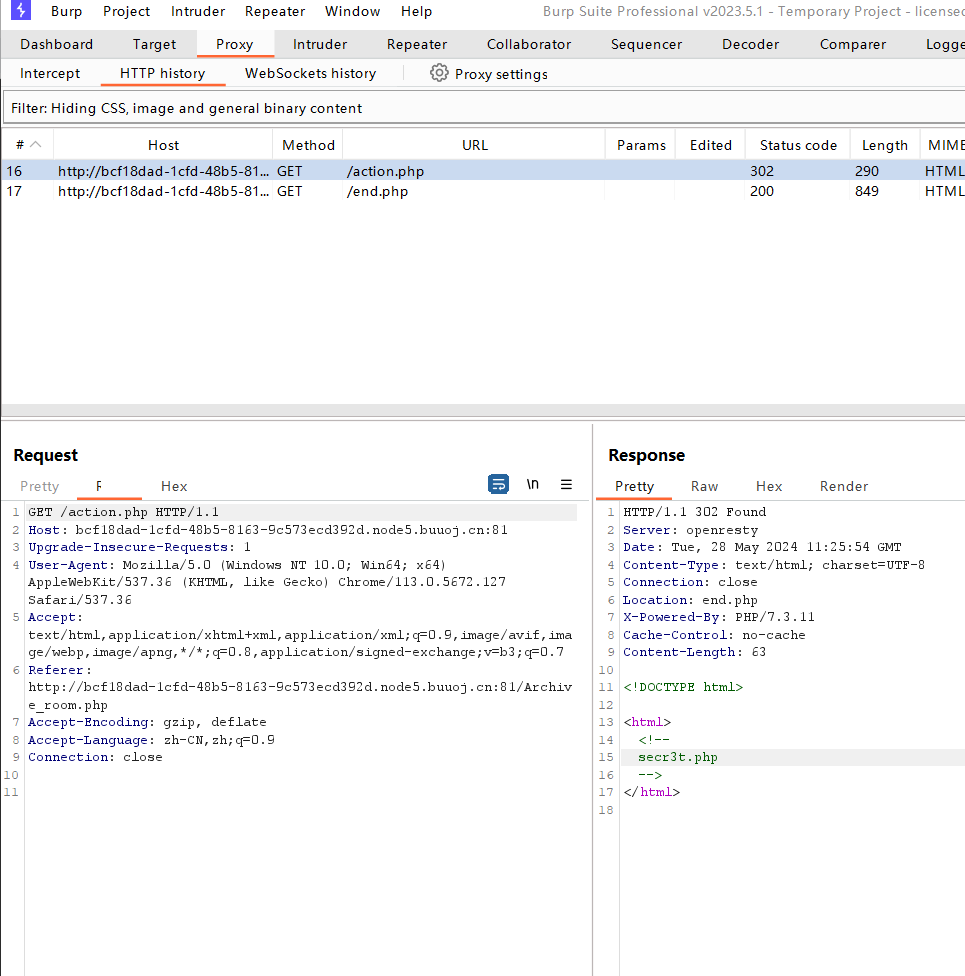 Burp Project Intruder Repeater Window Help Burp Suite Professional v2023.5.1 - Temporary Project - licensed
Dashboard Target Proxy Intruder Repeater Collaborator Sequencer Decoder Comparer Logge
Intercept HTTP history WebSockets history Proxy settings
Filter: Hiding CSS, image and general binary content
# Host Method URL Params Edited Status code Length MIME
16 http://bcf18dad-1cfd-48b5-81... GET /action.php 302 290 HTML
17 http://bcf18dad-1cfd-48b5-81... GET /end.php 200 849 HTML
Request
Pretty R Hex \n
1 GET /action.php HTTP/1.1
2 Host: bcf18dad-1cfd-48b5-8163-9c573ecd392d.node5.buuoj.cn:81
3 Upgrade-Insecure-Requests: 1
4 User-Agent: Mozilla/5.0 (Windows NT 10.0; Win64; x64)
AppleWebKit/537.36 (KHTML, like Gecko) Chrome/113.0.5672.127
Safari/537.36
5 Accept:
text/html,application/xhtml+xml,application/xml;q=0.9,image/avif,ima
ge/webp,image/apng,*/*;q=0.8,application/signed-exchange;v=b3;q=0.7
6 Referer:
http://bcf18dad-1cfd-48b5-8163-9c573ecd392d.node5.buuoj.cn:81/Archiv
e_room.php
7 Accept-Encoding: gzip, deflate
8 Accept-Language: zh-CN,zh;q=0.9
9 Connection: close
10
11
Response
Pretty Raw Hex Render
1 HTTP/1.1 302 Found
2 Server: openresty
3 Date: Tue, 28 May 2024 11:25:54 GMT
4 Content-Type: text/html; charset=UTF-8
5 Connection: close
6 Location: end.php
7 X-Powered-By: PHP/7.3.11
8 Cache-Control: no-cache
9 Content-Length: 63
10
11 <!DOCTYPE html>
12
13 <html>
14 <!--
15 secr3t.php
16 -->
17 </html>
18